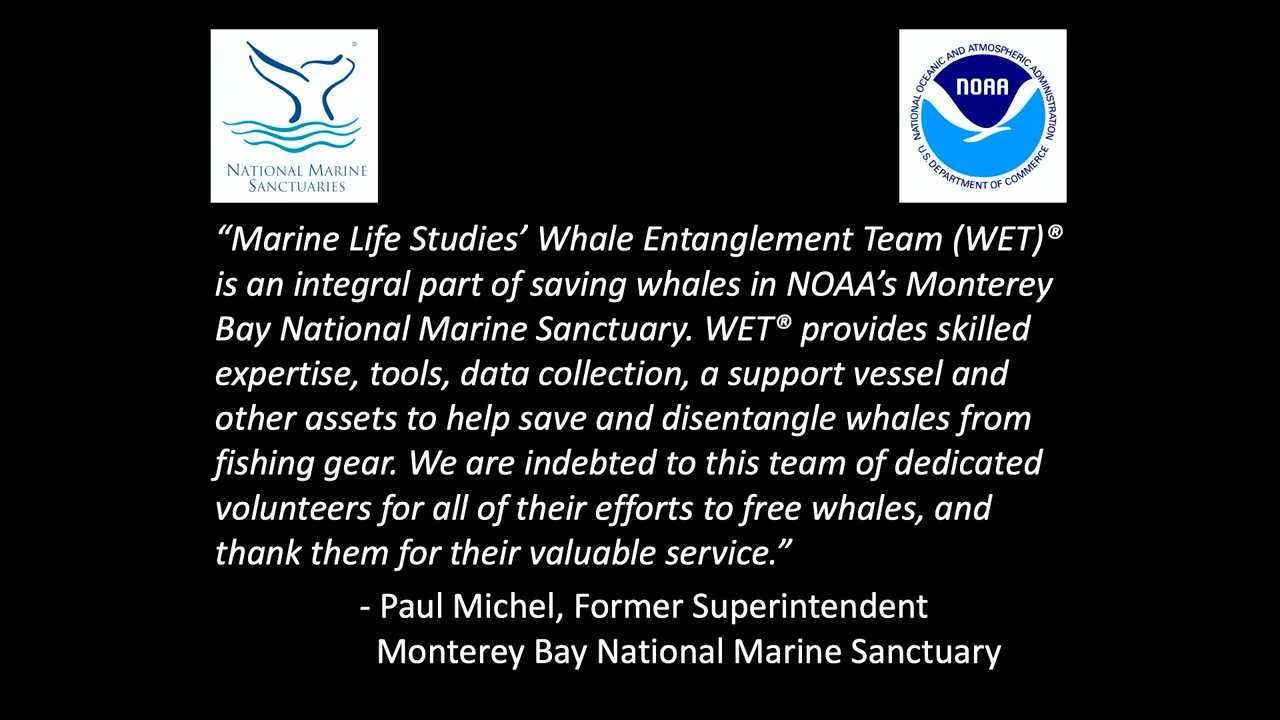 ®
NATIONAL MARINE
SANCTUARIES
NATIONAL OCEANIC AND ATMOSPHERIC ADMINISTRATION
NOAA
U.S. DEPARTMENT OF COMMERCE
“Marine Life Studies’ Whale Entanglement Team (WET)®
is an integral part of saving whales in NOAA’s Monterey
Bay National Marine Sanctuary. WET® provides skilled
expertise, tools, data collection, a support vessel and
other assets to help save and disentangle whales from
fishing gear. We are indebted to this team of dedicated
volunteers for all of their efforts to free whales, and
thank them for their valuable service.”
- Paul Michel, Former Superintendent
Monterey Bay National Marine Sanctuary